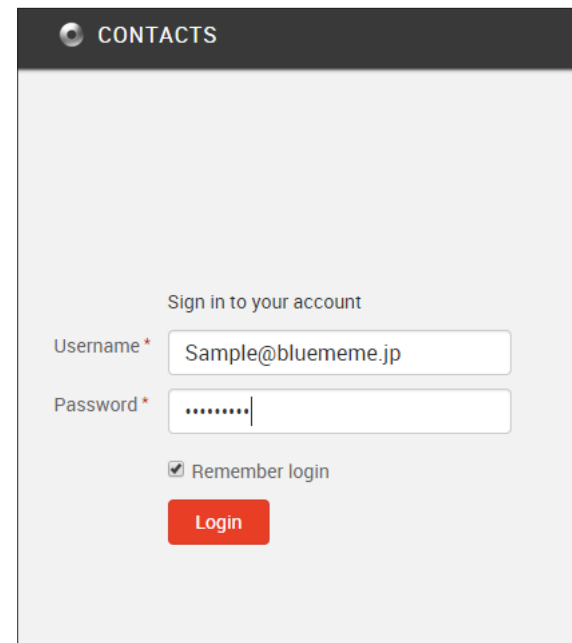 CONTACTS
Sign in to your account
Username *
Sample@bluememe.jp
Password *
•••••••••
Remember login
Login